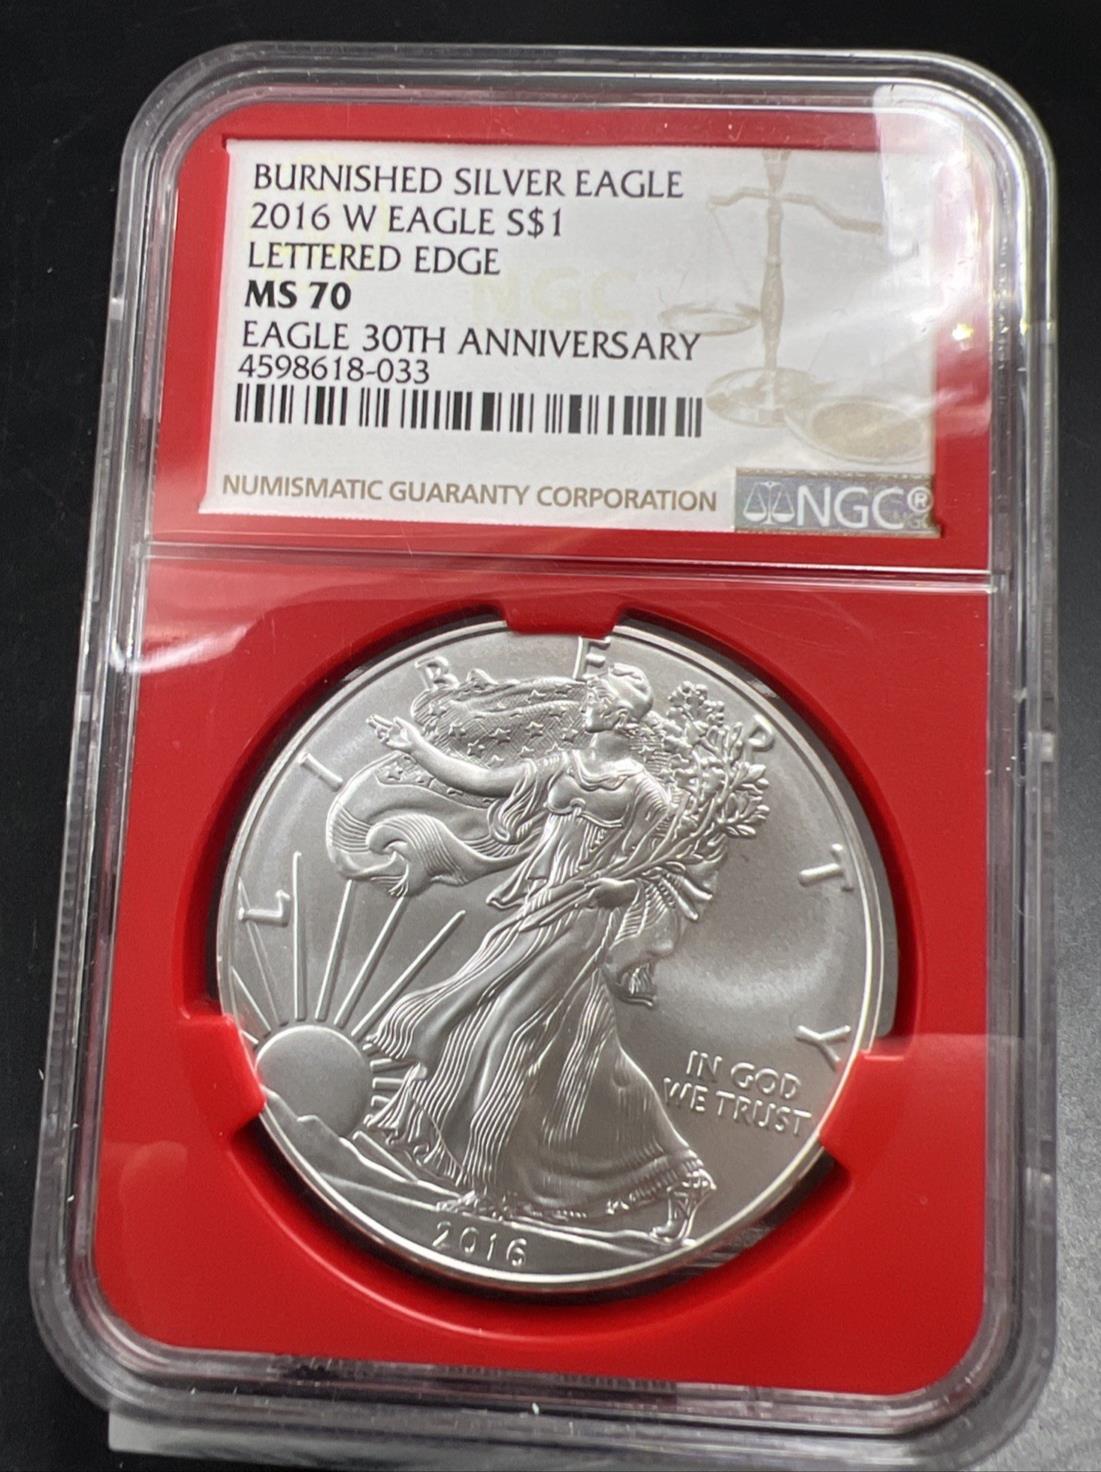 BURNISHED SILVER EAGLE
2016 W EAGLE S$1
LETTERED EDGE
MS 70
EAGLE 30TH ANNIVERSARY
4598618-033
NUMISMATIC GUARANTY CORPORATION
NGC®
NGC
LIBERTY
IN GOD
WE TRUST
2016